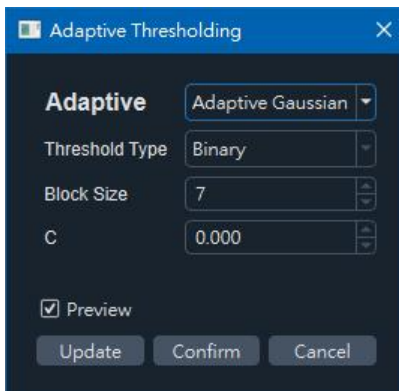 Adaptive Thresholding
Adaptive Adaptive Gaussian
Threshold Type Binary
Block Size 7
C 0.000
Preview
Update Confirm Cancel